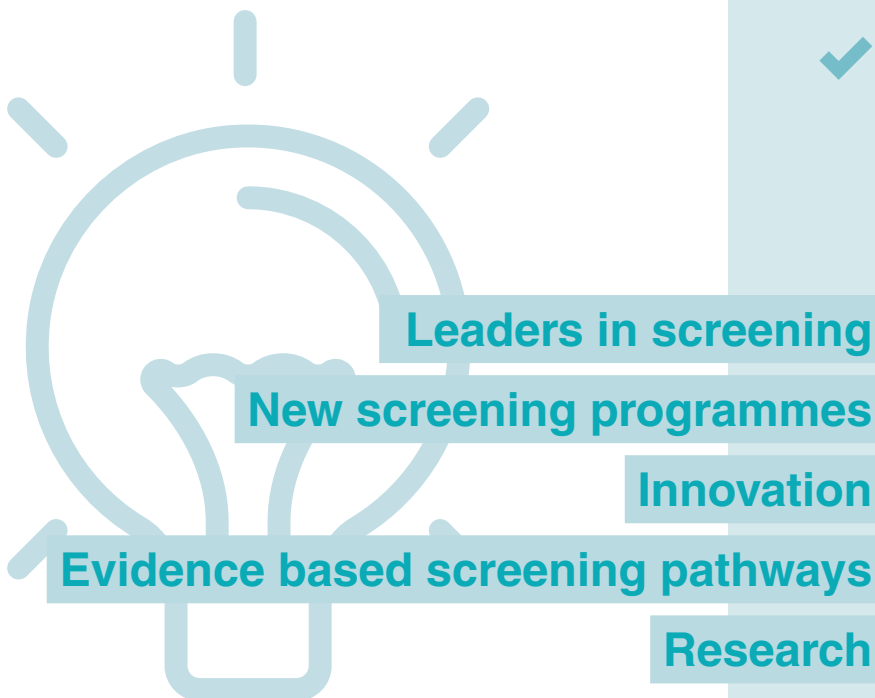 Leaders in screening
New screening programmes
Innovation
Evidence based screening pathways
Research